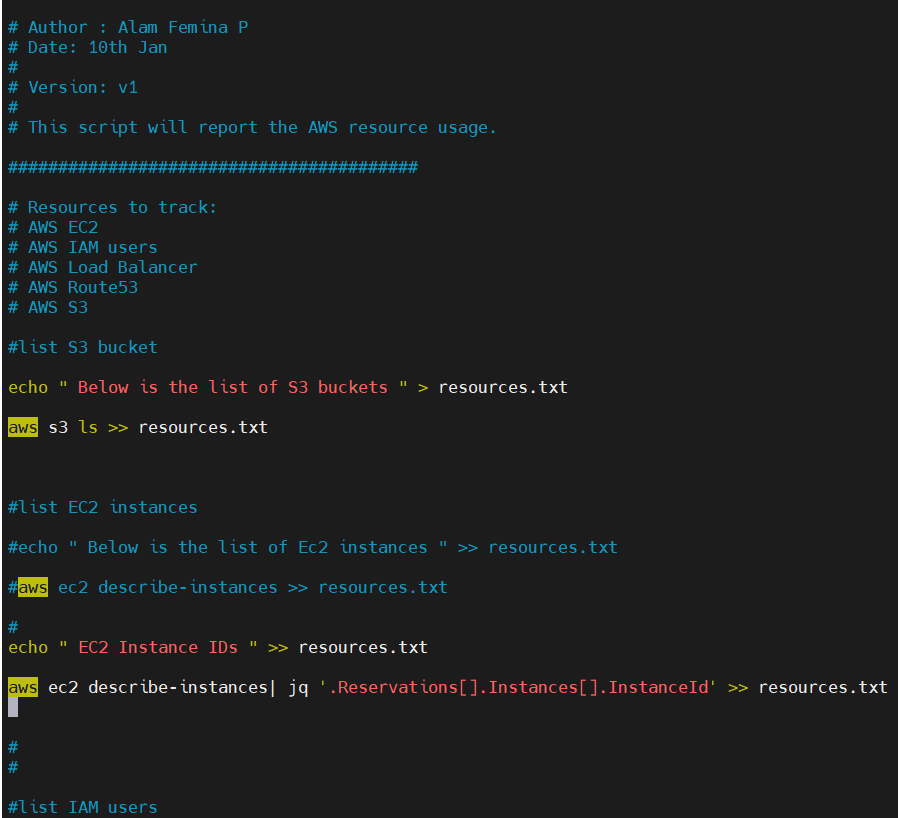 # Author : Alam Femina P
# Date: 10th Jan
#
# Version: v1
#
# This script will report the AWS resource usage.
#########################################
# Resources to track:
# AWS EC2
# AWS IAM users
# AWS Load Balancer
# AWS Route53
# AWS S3
#list S3 bucket
echo " Below is the list of S3 buckets " > resources.txt
aws s3 ls >> resources.txt
#list EC2 instances
#echo " Below is the list of Ec2 instances " >> resources.txt
#aws ec2 describe-instances >> resources.txt
#
echo " EC2 Instance IDs " >> resources.txt
aws ec2 describe-instances| jq '.Reservations[].Instances[].InstanceId' >> resources.txt
#
#
#list IAM users